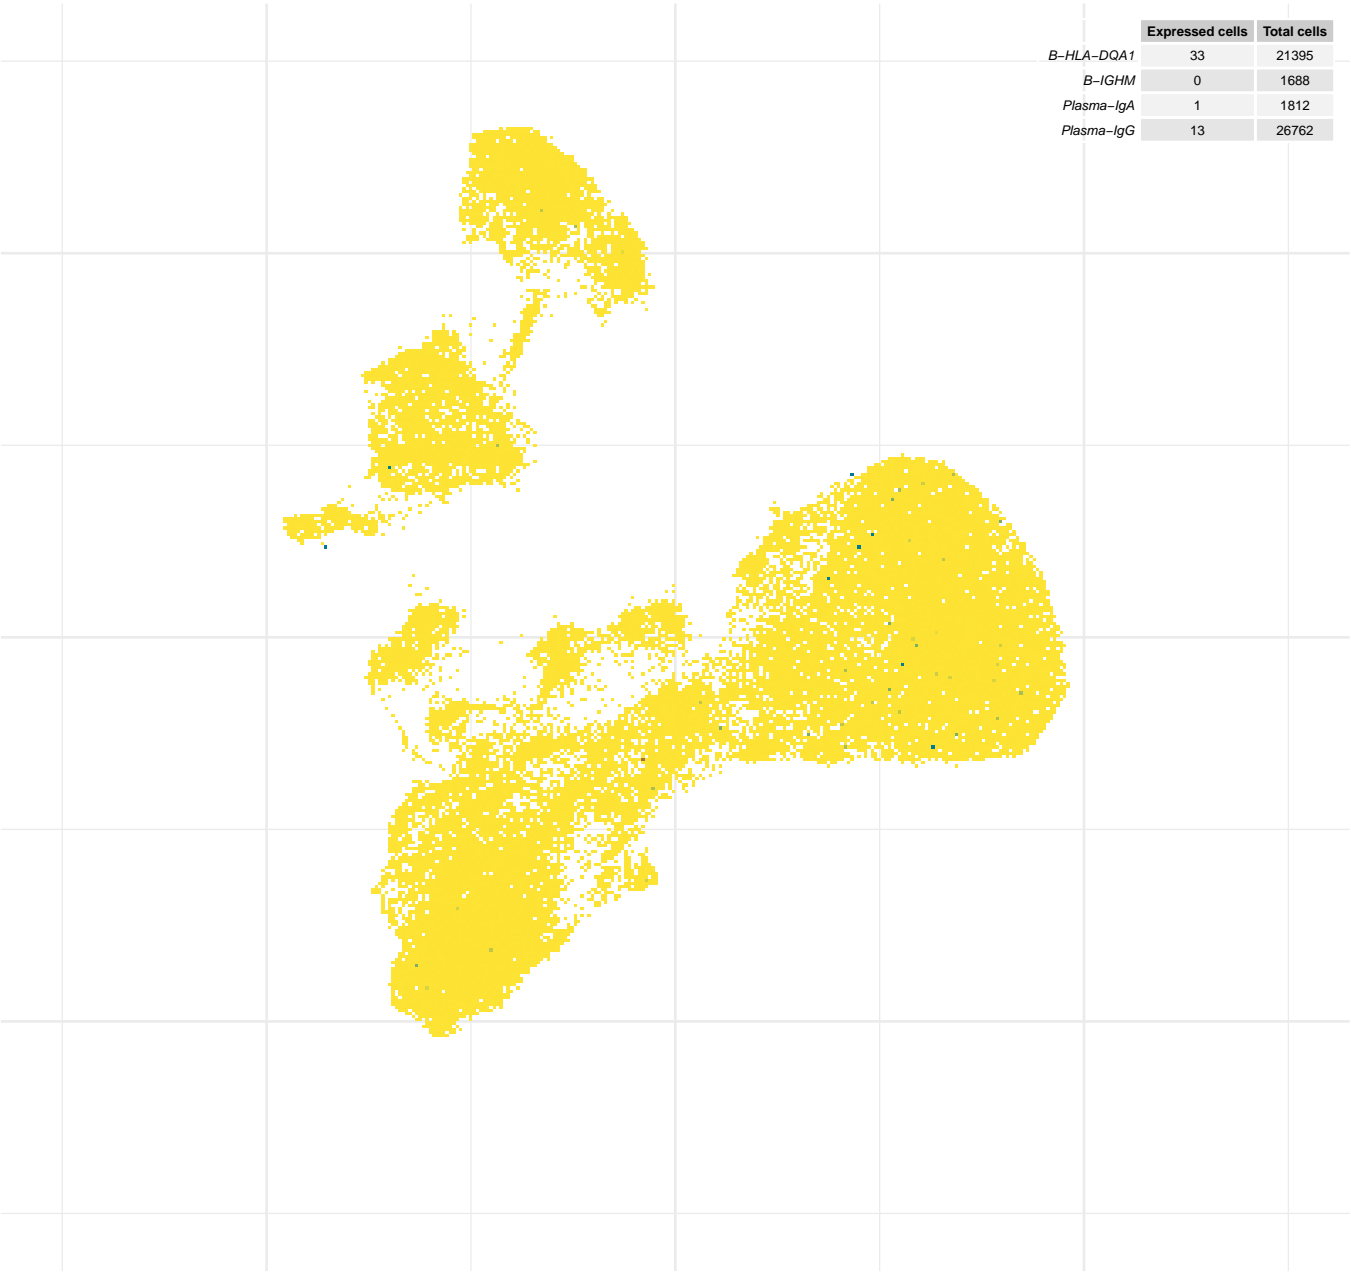 Expressed cells Total cells
B−HLA−DQA1 33 21395
B−IGHM 0 1688
Plasma−IgA 1 1812
Plasma−IgG 13 26762